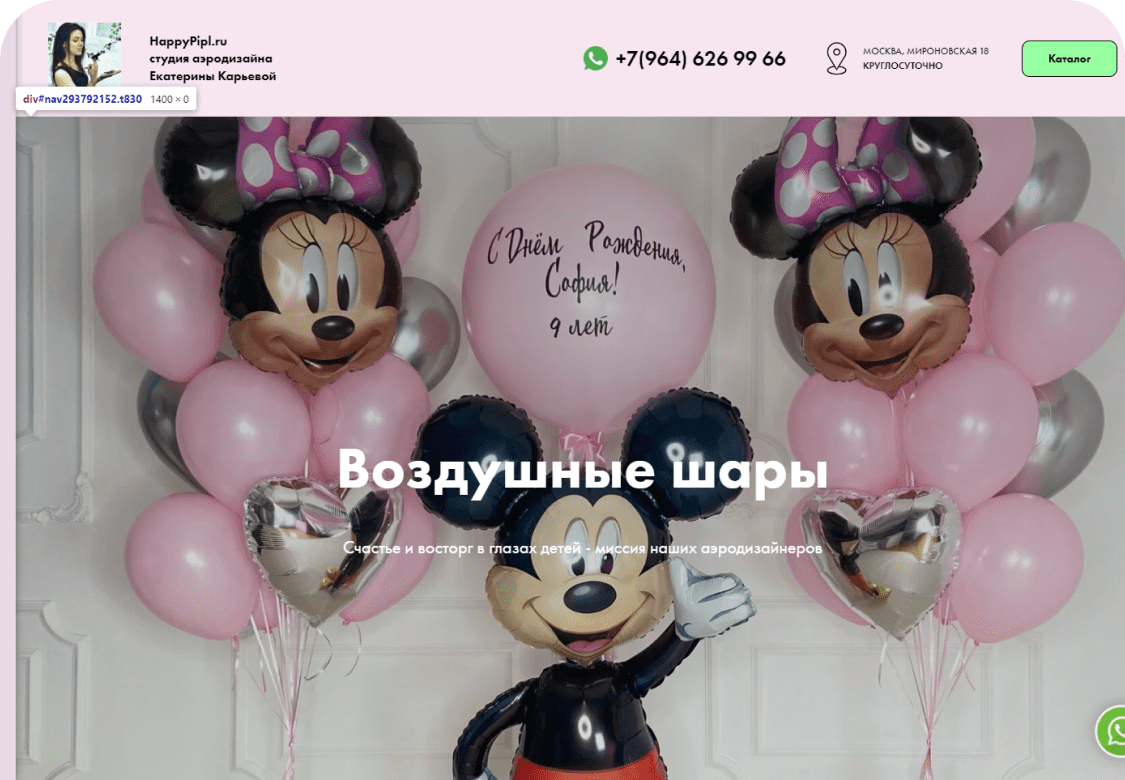 HappyPipl.ru
студия аэродизайна
Екатерины Карьевой
+7(964) 626 99 66
МОСКВА, МИРОНОВСКАЯ 18
КРУГЛОСУТОЧНО
Каталог
div#nav293792152.t830 1400 × 0
С Днём Рождения,
София!
9 лет
Воздушные шары
Счастье и восторг в глазах детей - миссия наших аэродизайнеров